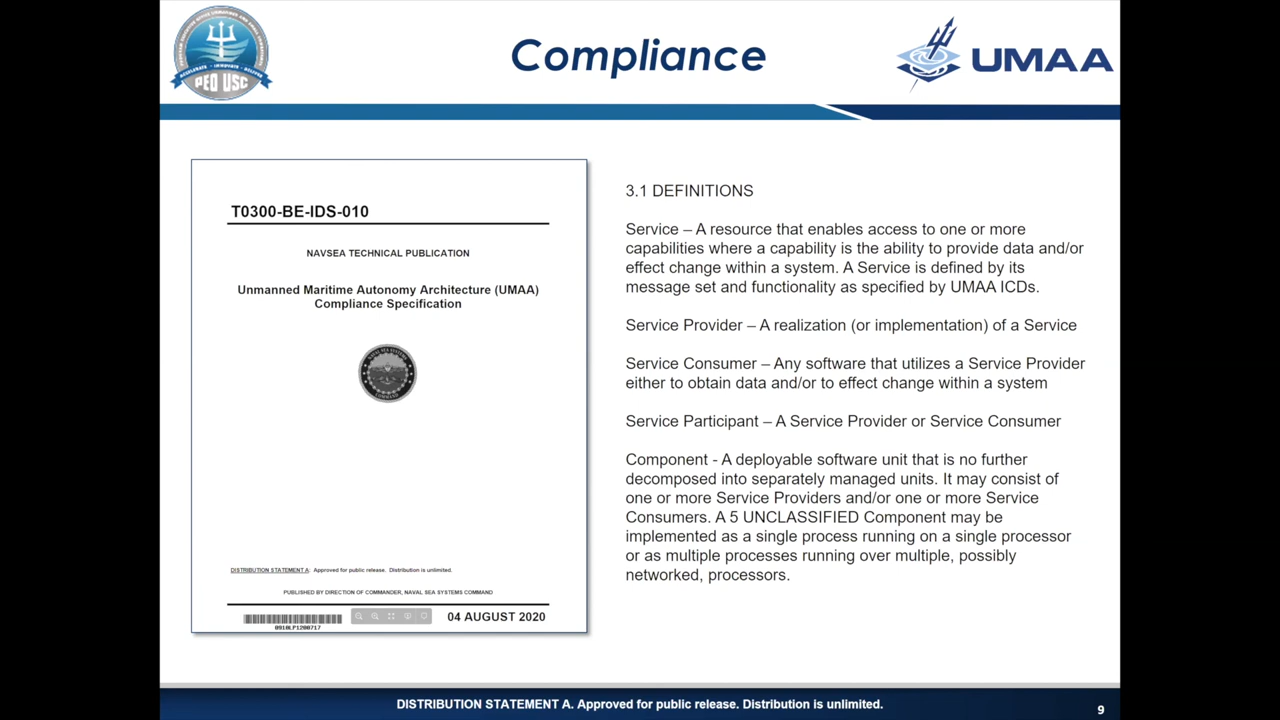 Compliance
PEO USC
UMAA
T0300-BE-IDS-010
NAVSEA TECHNICAL PUBLICATION
Unmanned Maritime Autonomy Architecture (UMAA)
Compliance Specification
DISTRIBUTION STATEMENT A: Approved for public release. Distribution is unlimited.
PUBLISHED BY DIRECTION OF COMMANDER, NAVAL SEA SYSTEMS COMMAND
04 AUGUST 2020
3.1 DEFINITIONS
Service – A resource that enables access to one or more
capabilities where a capability is the ability to provide data and/or
effect change within a system. A Service is defined by its
message set and functionality as specified by UMAA ICDs.
Service Provider – A realization (or implementation) of a Service
Service Consumer – Any software that utilizes a Service Provider
either to obtain data and/or to effect change within a system
Service Participant – A Service Provider or Service Consumer
Component - A deployable software unit that is no further
decomposed into separately managed units. It may consist of
one or more Service Providers and/or one or more Service
Consumers. A 5 UNCLASSIFIED Component may be
implemented as a single process running on a single processor
or as multiple processes running over multiple, possibly
networked, processors.
DISTRIBUTION STATEMENT A. Approved for public release. Distribution is unlimited.
9